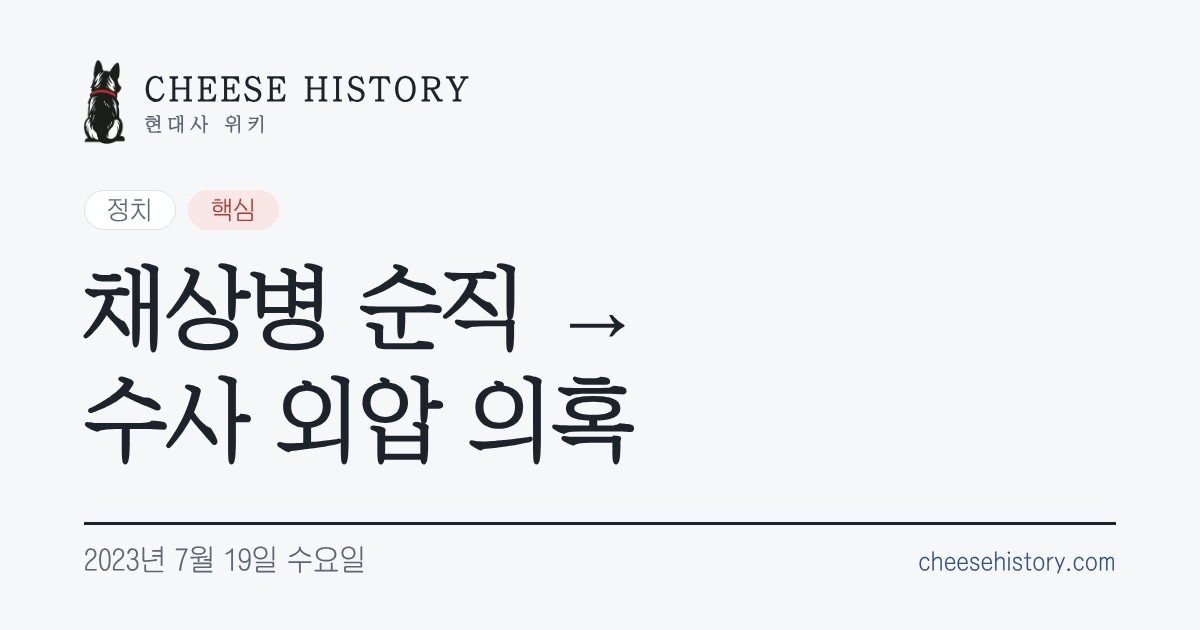 CHEESE HISTORY
현대사 위키
정치 핵심
채상병 순직 →
수사 외압 의혹
2023년 7월 19일 수요일 cheesehistory.com